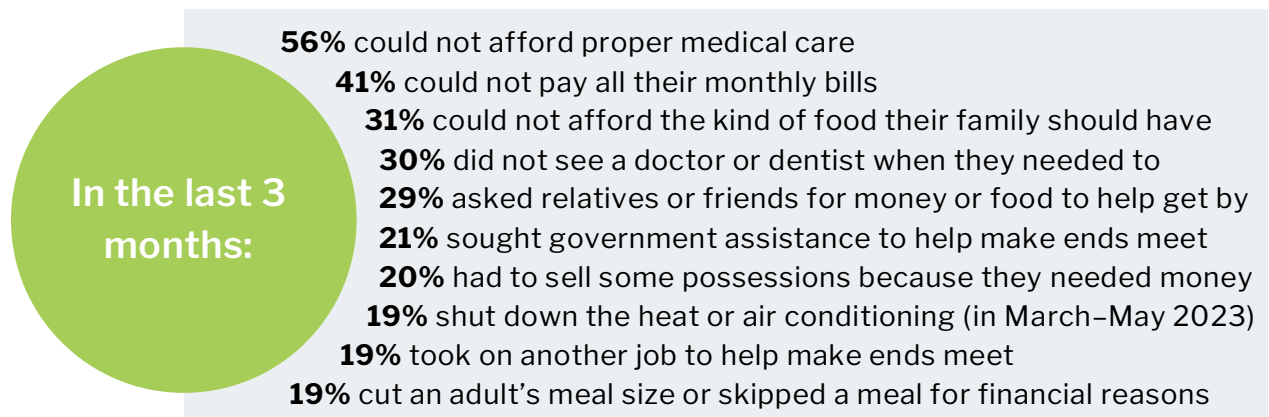 In the last 3
months:
56% could not afford proper medical care
41% could not pay all their monthly bills
31% could not afford the kind of food their family should have
30% did not see a doctor or dentist when they needed to
29% asked relatives or friends for money or food to help get by
21% sought government assistance to help make ends meet
20% had to sell some possessions because they needed money
19% shut down the heat or air conditioning (in March–May 2023)
19% took on another job to help make ends meet
19% cut an adult’s meal size or skipped a meal for financial reasons